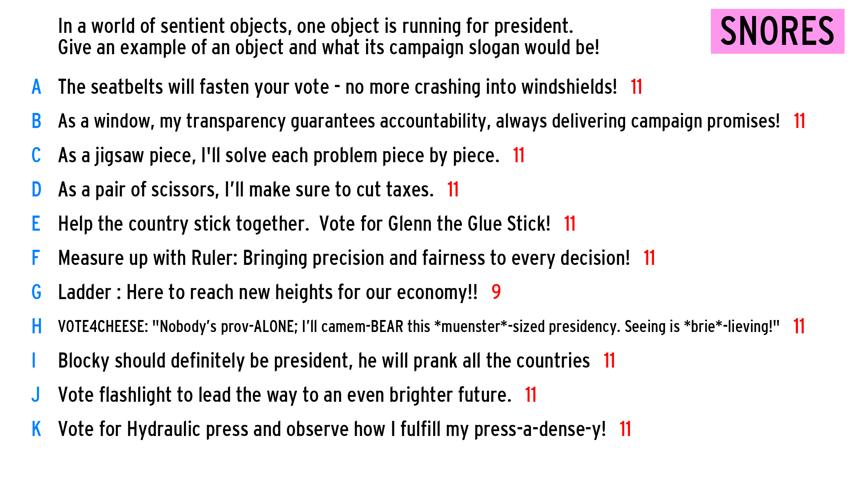 In a world of sentient objects, one object is running for president.
Give an example of an object and what its campaign slogan would be!
SNORES
A The seatbelts will fasten your vote - no more crashing into windshields! 11
B As a window, my transparency guarantees accountability, always delivering campaign promises! 11
C As a jigsaw piece, I'll solve each problem piece by piece. 11
D As a pair of scissors, I’ll make sure to cut taxes. 11
E Help the country stick together.  Vote for Glenn the Glue Stick! 11
F Measure up with Ruler: Bringing precision and fairness to every decision! 11
G Ladder : Here to reach new heights for our economy!! 9
H VOTE4CHEESE: "Nobody’s prov-ALONE; I’ll camem-BEAR this *muenster*-sized presidency. Seeing is *brie*-lieving!" 11
I Blocky should definitely be president, he will prank all the countries 11
J Vote flashlight to lead the way to an even brighter future. 11
K Vote for Hydraulic press and observe how I fulfill my press-a-dense-y! 11